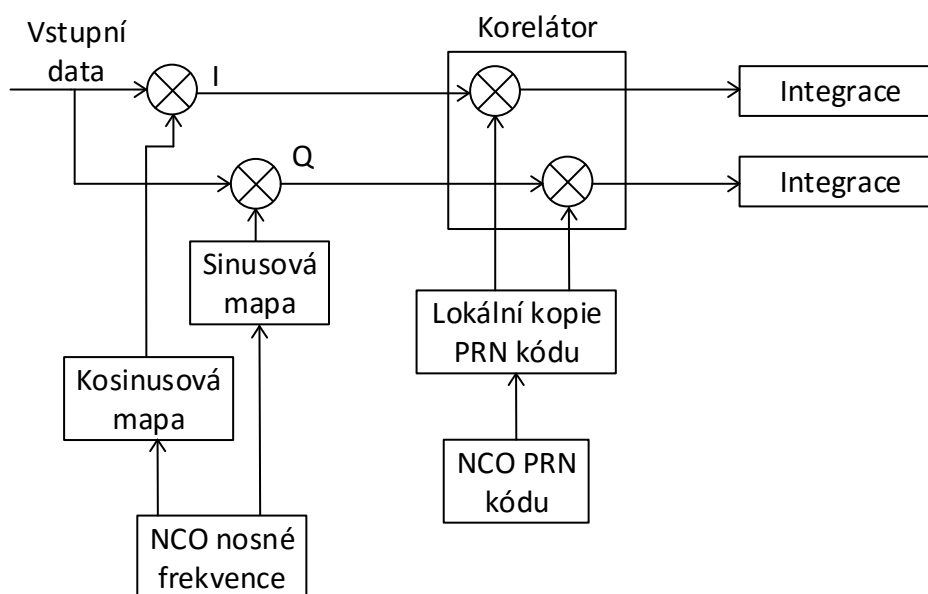 Vstupní
data
I
Korelátor
Integrace
Q
Integrace
Sinusová
mapa
Lokální kopie
PRN kódu
Kosinusová
mapa
NCO PRN
kódu
NCO nosné
frekvence